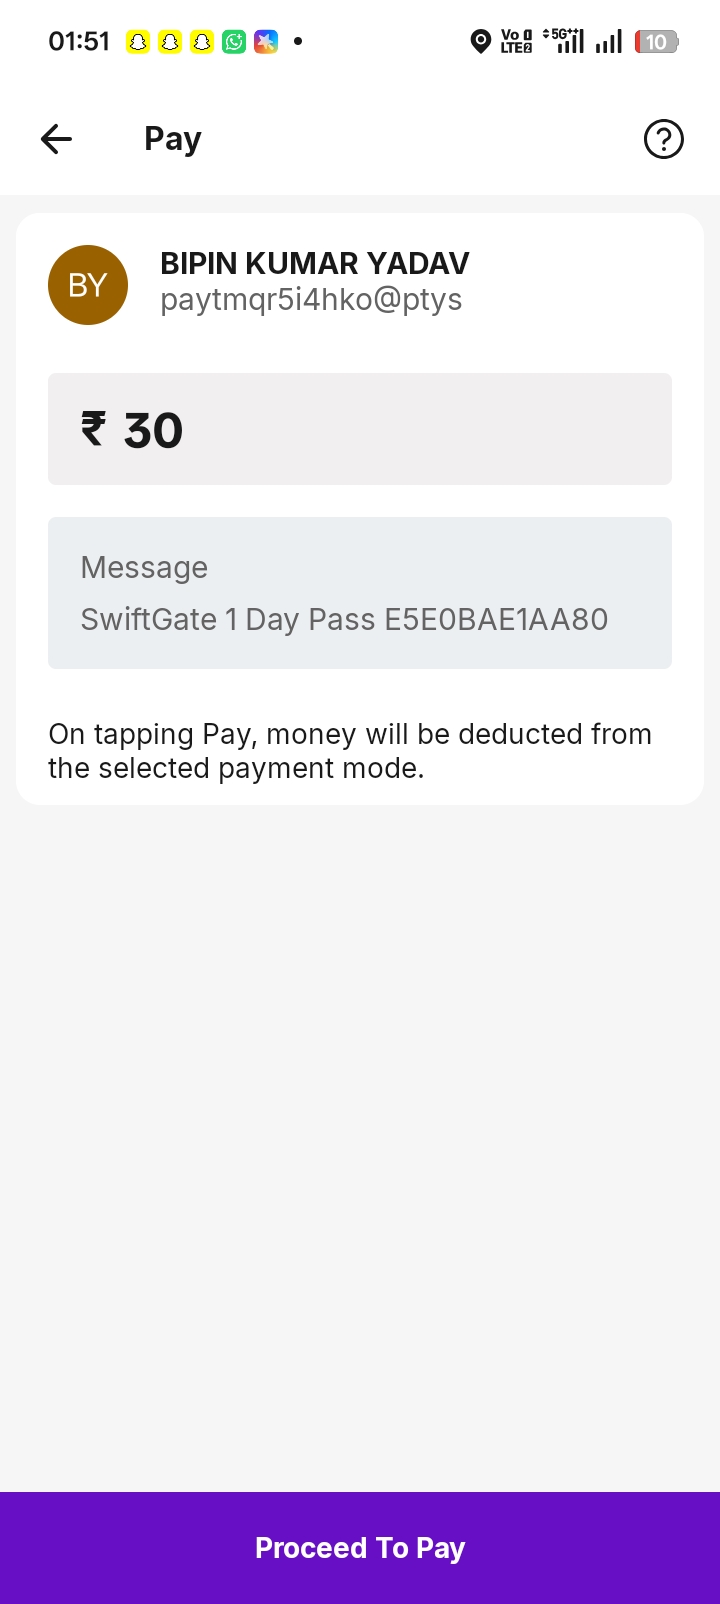 01:51
Vo 1
LTE2
5G++
10
Pay
BY
BIPIN KUMAR YADAV
paytmqr5i4hko@ptys
₹ 30
Message
SwiftGate 1 Day Pass E5E0BAE1AA80
On tapping Pay, money will be deducted from
the selected payment mode.
Proceed To Pay